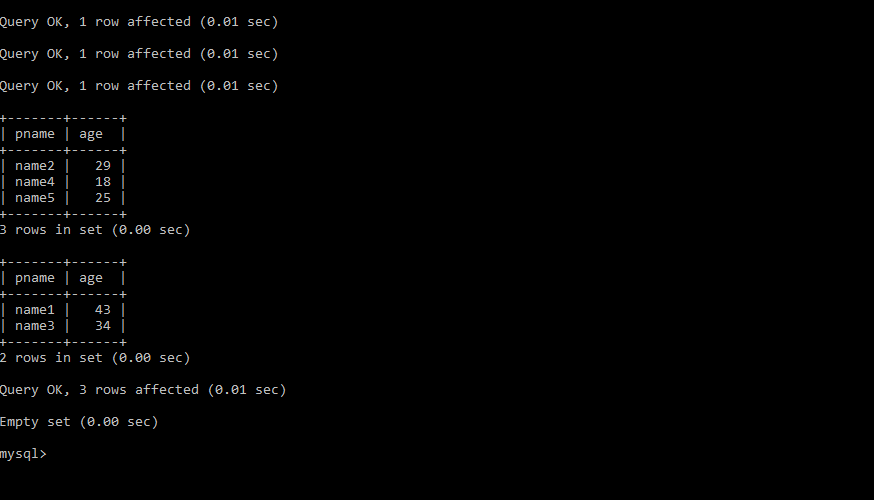 Query OK, 1 row affected (0.01 sec)
Query OK, 1 row affected (0.01 sec)
Query OK, 1 row affected (0.01 sec)
+-------+------+
| pname | age  |
+-------+------+
| name2 |   29 |
| name4 |   18 |
| name5 |   25 |
+-------+------+
3 rows in set (0.00 sec)
+-------+------+
| pname | age  |
+-------+------+
| name1 |   43 |
| name3 |   34 |
+-------+------+
2 rows in set (0.00 sec)
Query OK, 3 rows affected (0.01 sec)
Empty set (0.00 sec)
mysql>